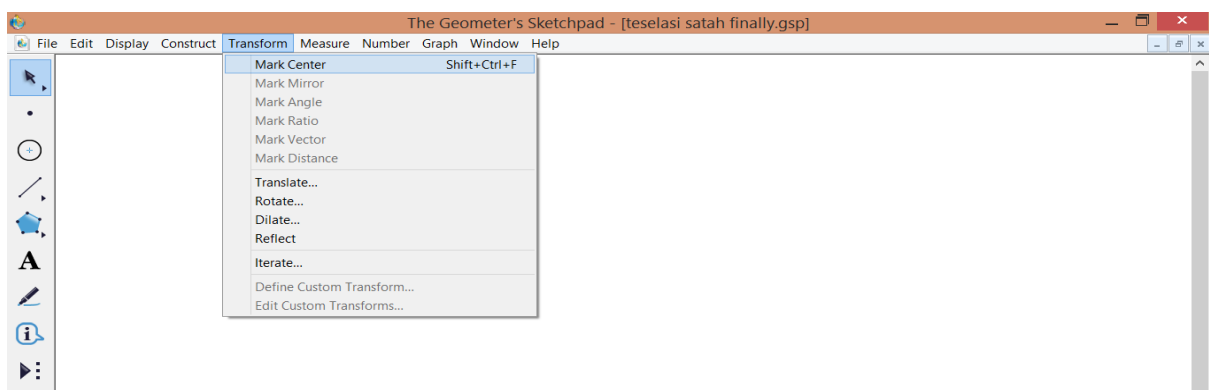 The Geometer's Sketchpad - [teselasi satah finally.gsp]
File Edit Display Construct Transform Measure Number Graph Window Help
Mark Center Shift+Ctrl+F
Mark Mirror
Mark Angle
Mark Ratio
Mark Vector
Mark Distance
Translate...
Rotate...
Dilate...
Reflect
Iterate...
Define Custom Transform...
Edit Custom Transforms...
A
i